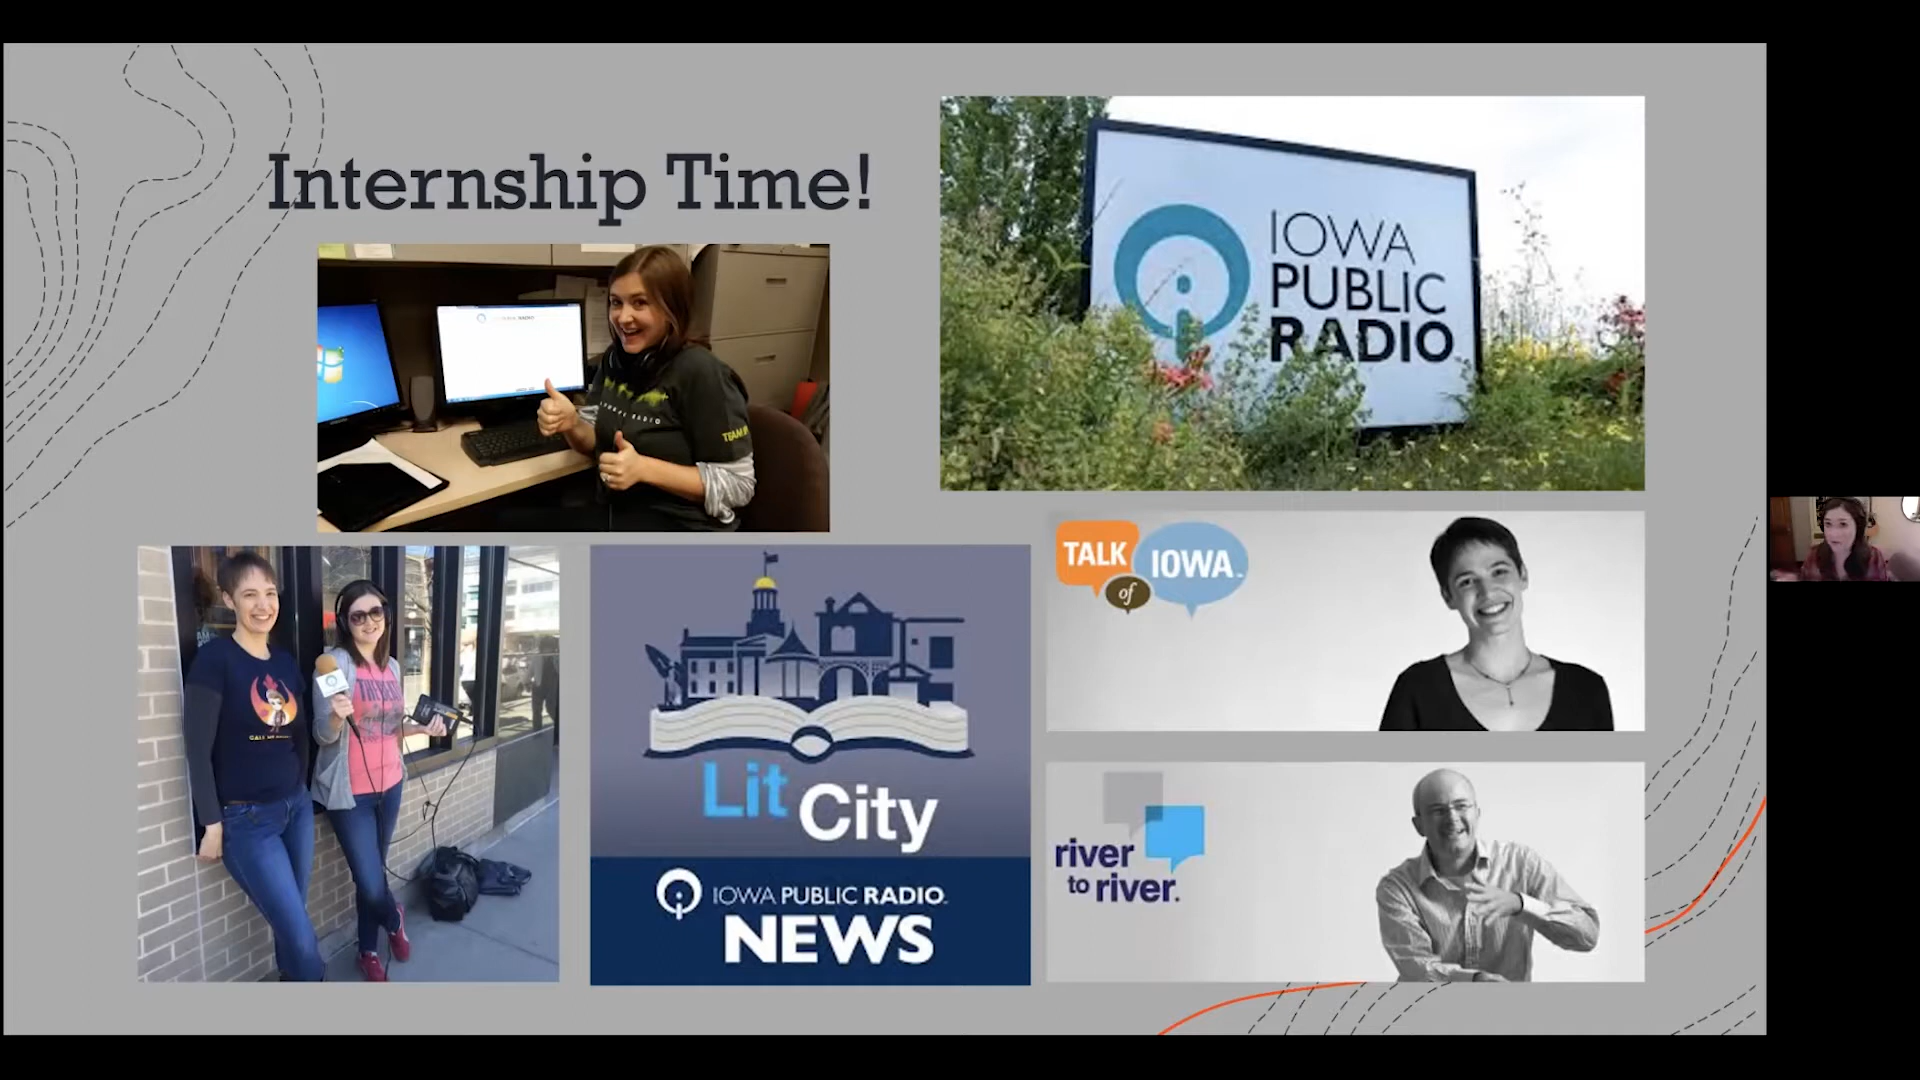 Internship Time!
IOWA
PUBLIC
RADIO
TALK
of
IOWA
Lit
City
IOWA PUBLIC RADIO
NEWS
river
to river.